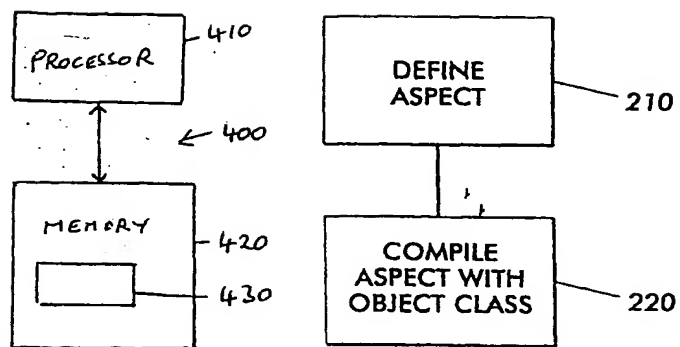 PROCESSOR
410
400
MEMORY
420
430
DEFINE
ASPECT
210
COMPILE
ASPECT WITH
OBJECT CLASS
220